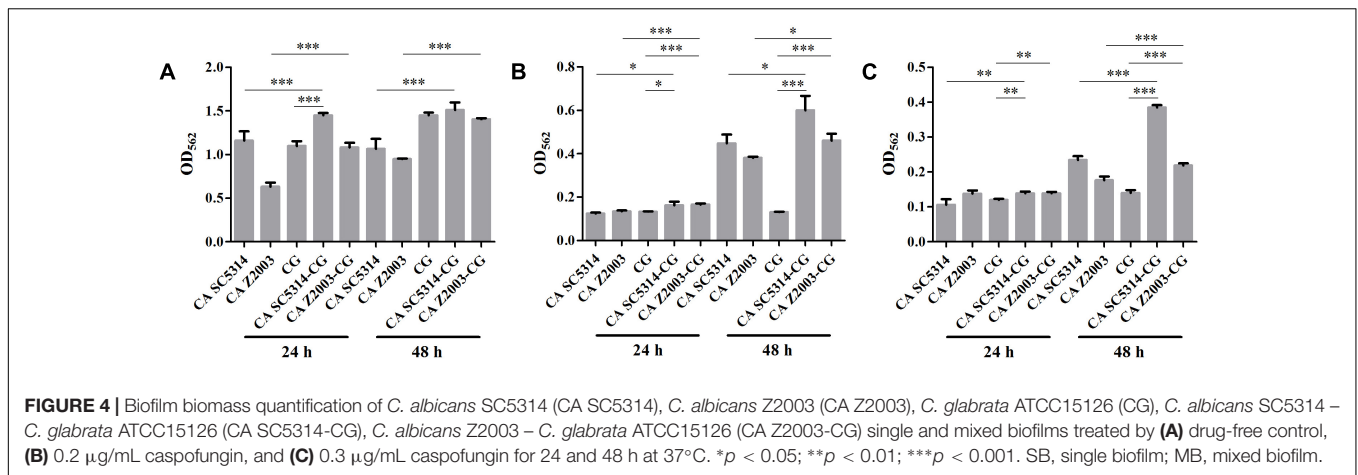 A
B
C
***
***
***
***
***
***
*
*
*
***
*
***
**
**
**
***
***
***
***
2.0
1.5
1.0
0.5
0.0
OD562
CA SC5314
CA Z2003
CG
CA SC5314-CG
CA Z2003-CG
CA SC5314
CA Z2003
CG
CA SC5314-CG
CA Z2003-CG
24 h
48 h
0.8
0.6
0.4
0.2
0.0
OD562
CA SC5314
CA Z2003
CG
CA SC5314-CG
CA Z2003-CG
CA SC5314
CA Z2003
CG
CA SC5314-CG
CA Z2003-CG
24 h
48 h
0.5
0.4
0.3
0.2
0.1
0.0
OD562
CA SC5314
CA Z2003
CG
CA SC5314-CG
CA Z2003-CG
CA SC5314
CA Z2003
CG
CA SC5314-CG
CA Z2003-CG
24 h
48 h
FIGURE 4 | Biofilm biomass quantification of C. albicans SC5314 (CA SC5314), C. albicans Z2003 (CA Z2003), C. glabrata ATCC15126 (CG), C. albicans SC5314 –
C. glabrata ATCC15126 (CA SC5314-CG), C. albicans Z2003 – C. glabrata ATCC15126 (CA Z2003-CG) single and mixed biofilms treated by (A) drug-free control,
(B) 0.2 μg/mL caspofungin, and (C) 0.3 μg/mL caspofungin for 24 and 48 h at 37°C. *p < 0.05; **p < 0.01; ***p < 0.001. SB, single biofilm; MB, mixed biofilm.